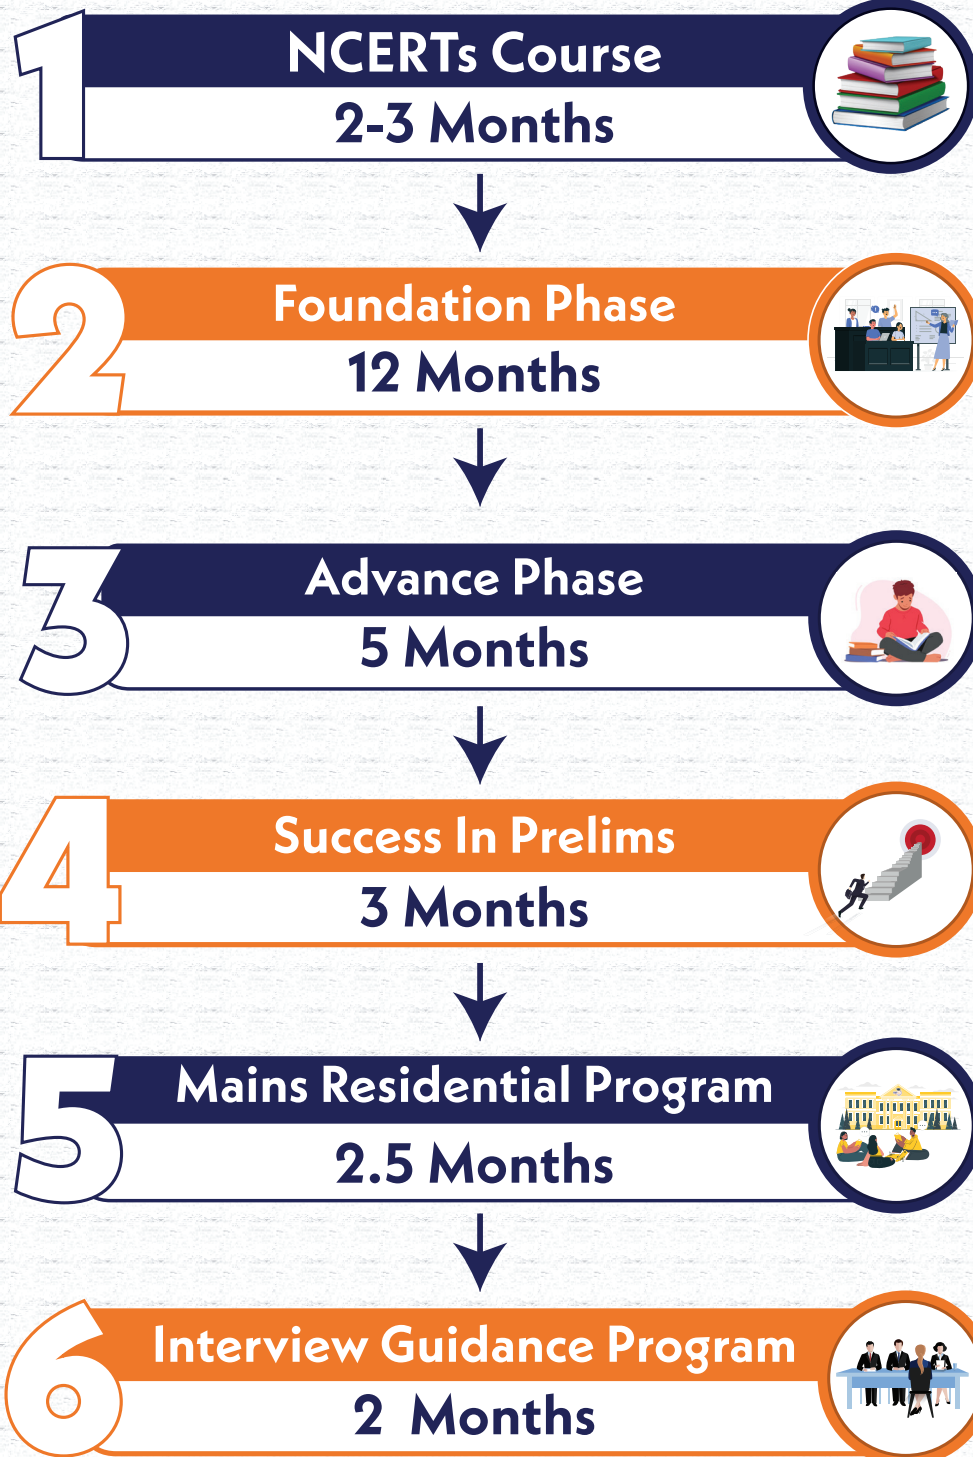 1
NCERTs Course
2-3 Months
2
Foundation Phase
12 Months
3
Advance Phase
5 Months
4
Success In Prelims
3 Months
5
Mains Residential Program
2.5 Months
6
Interview Guidance Program
2 Months